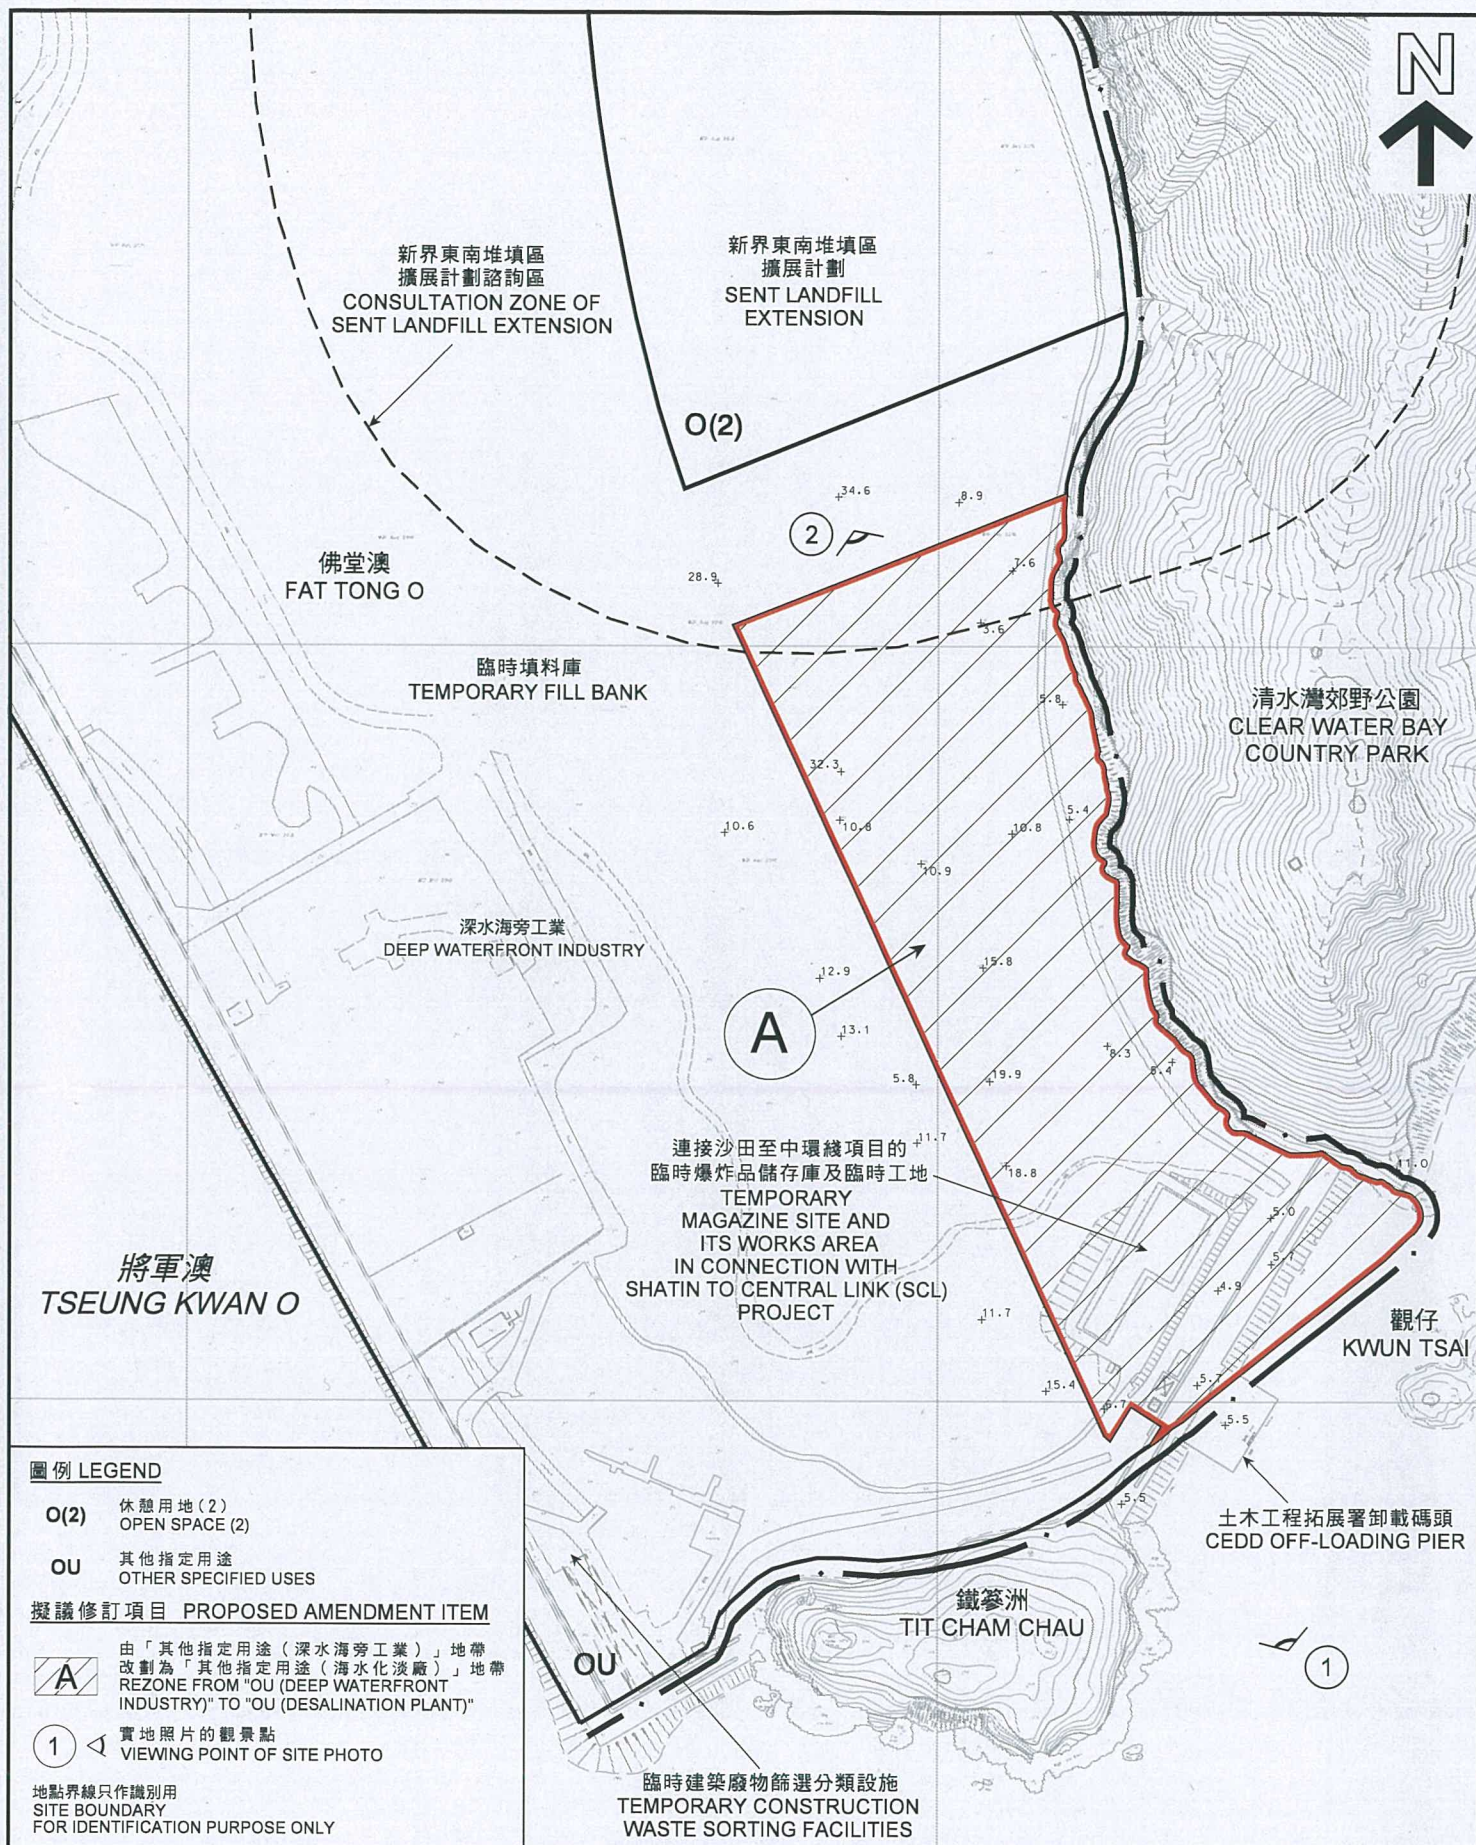 N
新界東南堆填區
擴展計劃諮詢區
CONSULTATION ZONE OF
SENT LANDFILL EXTENSION
新界東南堆填區
擴展計劃
SENT LANDFILL
EXTENSION
O(2)
34.6
8.9
2
佛堂澳
FAT TONG O
28.9
7.6
3.6
臨時填料庫
TEMPORARY FILL BANK
5.8
清水灣郊野公園
CLEAR WATER BAY
COUNTRY PARK
32.3
10.6
10.8
10.8
5.4
10.9
深水海旁工業
DEEP WATERFRONT INDUSTRY
12.9
15.8
A
13.1
8.3
5.4
5.8
19.9
11.7
18.8
11.0
連接沙田至中環綫項目的
臨時爆炸品儲存庫及臨時工地
TEMPORARY
MAGAZINE SITE AND
ITS WORKS AREA
IN CONNECTION WITH
SHATIN TO CENTRAL LINK (SCL)
PROJECT
5.0
5.7
4.9
將軍澳
TSEUNG KWAN O
11.7
觀仔
KWUN TSAI
15.4
5.7
5.5
5.5
土木工程拓展署卸載碼頭
CEDD OFF-LOADING PIER
鐵篸洲
TIT CHAM CHAU
1
OU
臨時建築廢物篩選分類設施
TEMPORARY CONSTRUCTION
WASTE SORTING FACILITIES
圖例 LEGEND
O(2) 休憩用地(2)
OPEN SPACE (2)
OU 其他指定用途
OTHER SPECIFIED USES
擬議修訂項目 PROPOSED AMENDMENT ITEM
A 由「其他指定用途(深水海旁工業)」地帶
改劃為「其他指定用途(海水化淡廠)」地帶
REZONE FROM "OU (DEEP WATERFRONT
INDUSTRY)" TO "OU (DESALINATION PLANT)"
1 實地照片的觀景點
VIEWING POINT OF SITE PHOTO
地點界線只作識別用
SITE BOUNDARY
FOR IDENTIFICATION PURPOSE ONLY